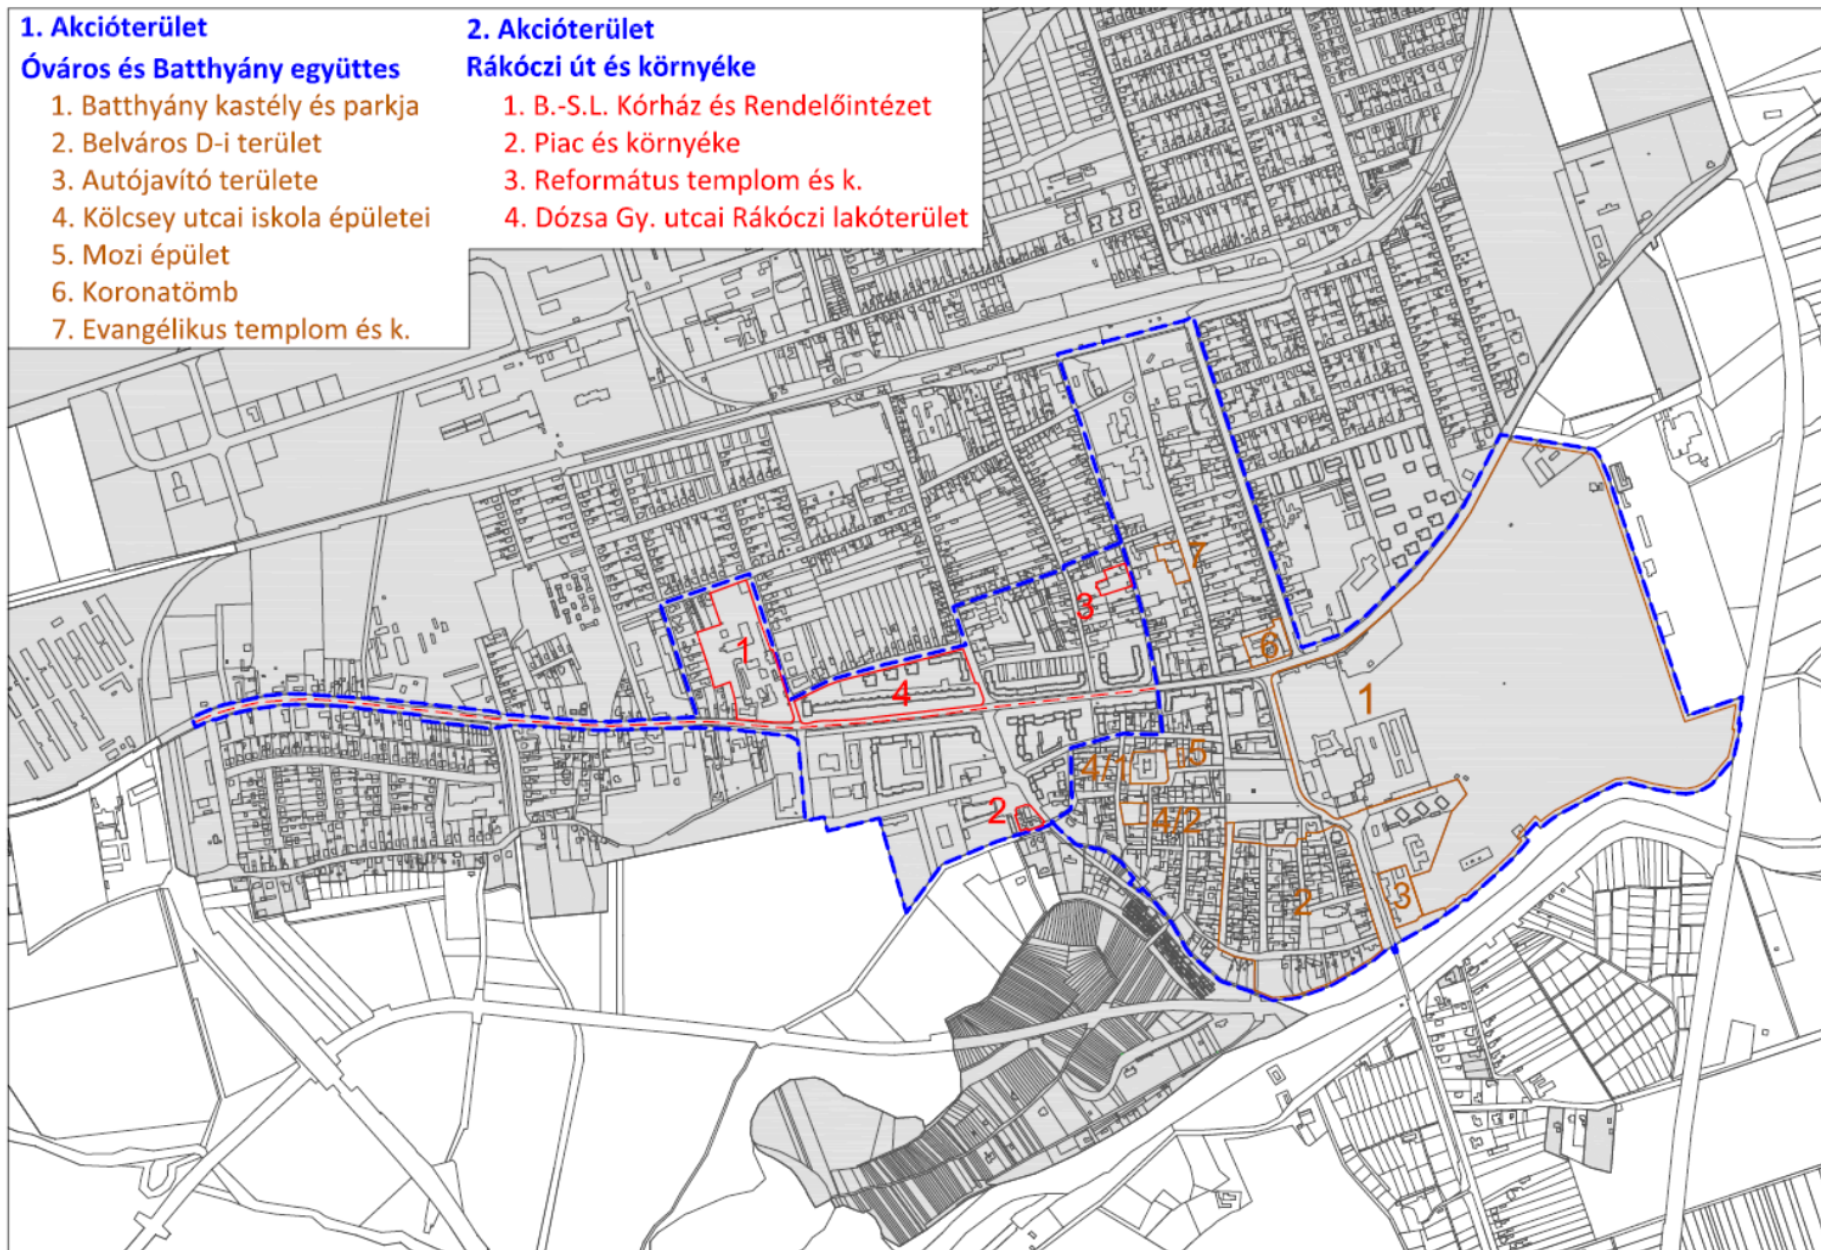 1. Akcióterület
Óváros és Batthyány együttes
1. Batthyány kastély és parkja
2. Belváros D-i terület
3. Autójavító területe
4. Kölcsey utcai iskola épületei
5. Mozi épület
6. Koronatömb
7. Evangélikus templom és k.
2. Akcióterület
Rákóczi út és környéke
1. B.-S.L. Kórház és Rendelőintézet
2. Piac és környéke
3. Református templom és k.
4. Dózsa Gy. utcai Rákóczi lakóterület
7
3
6
1
4
1
5
4/1
2
4/2
2
3